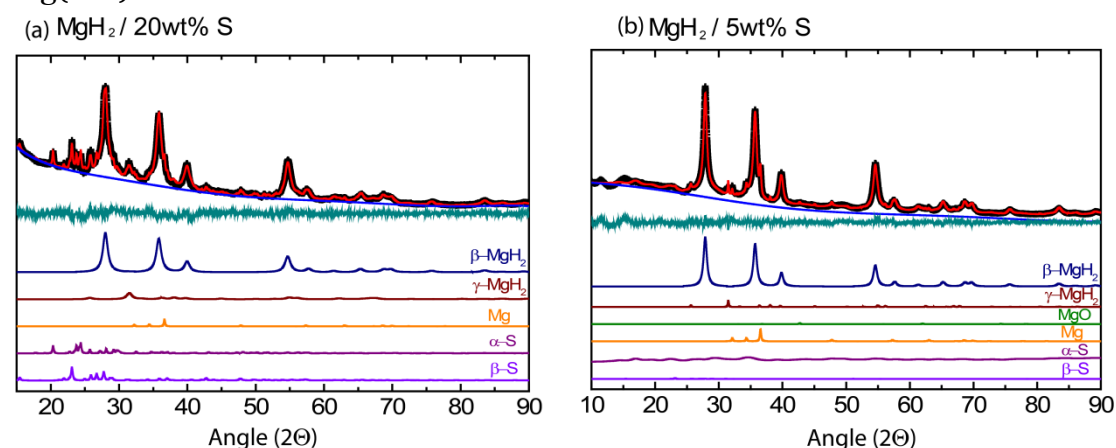 (a) MgH₂ / 20wt% S
β–MgH₂
γ–MgH₂
Mg
α–S
β–S
20 30 40 50 60 70 80 90
Angle (2Θ)
(b) MgH₂ / 5wt% S
β–MgH₂
γ–MgH₂
MgO
Mg
α–S
β–S
10 20 30 40 50 60 70 80 90
Angle (2Θ)